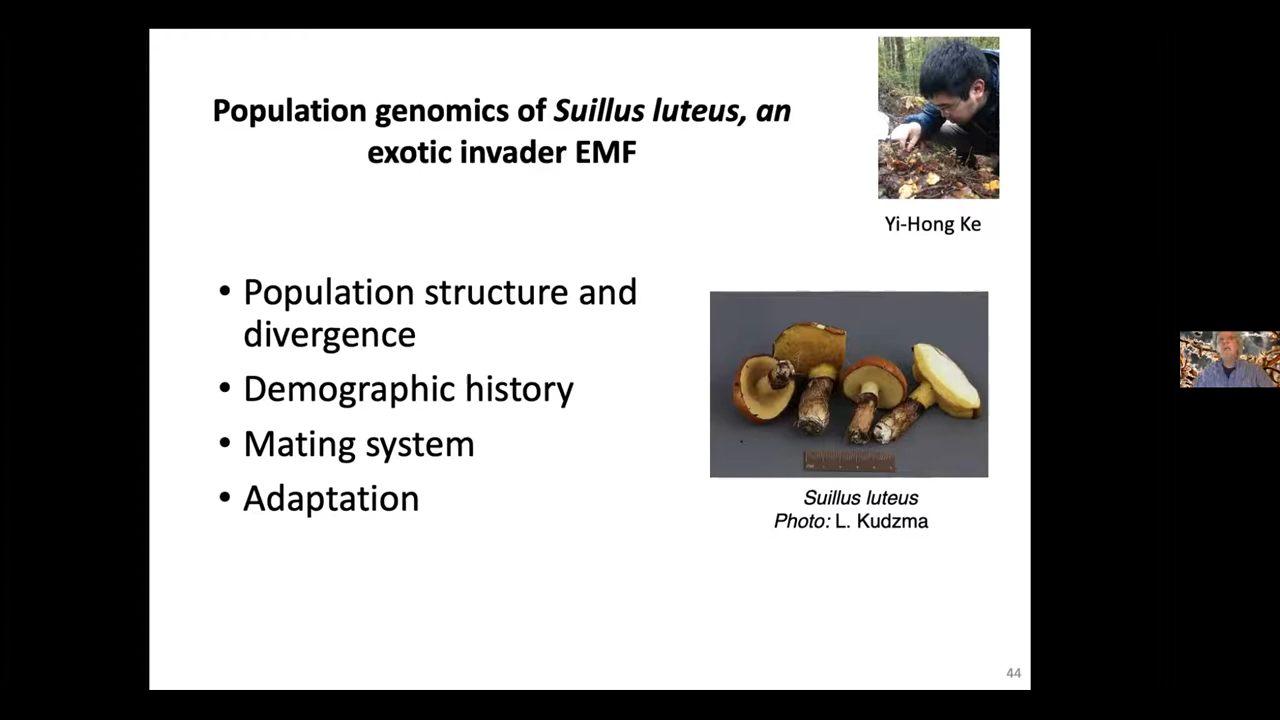 Population genomics of Suillus luteus, an
exotic invader EMF
Yi-Hong Ke
• Population structure and
divergence
• Demographic history
• Mating system
• Adaptation
Suillus luteus
Photo: L. Kudzma
44